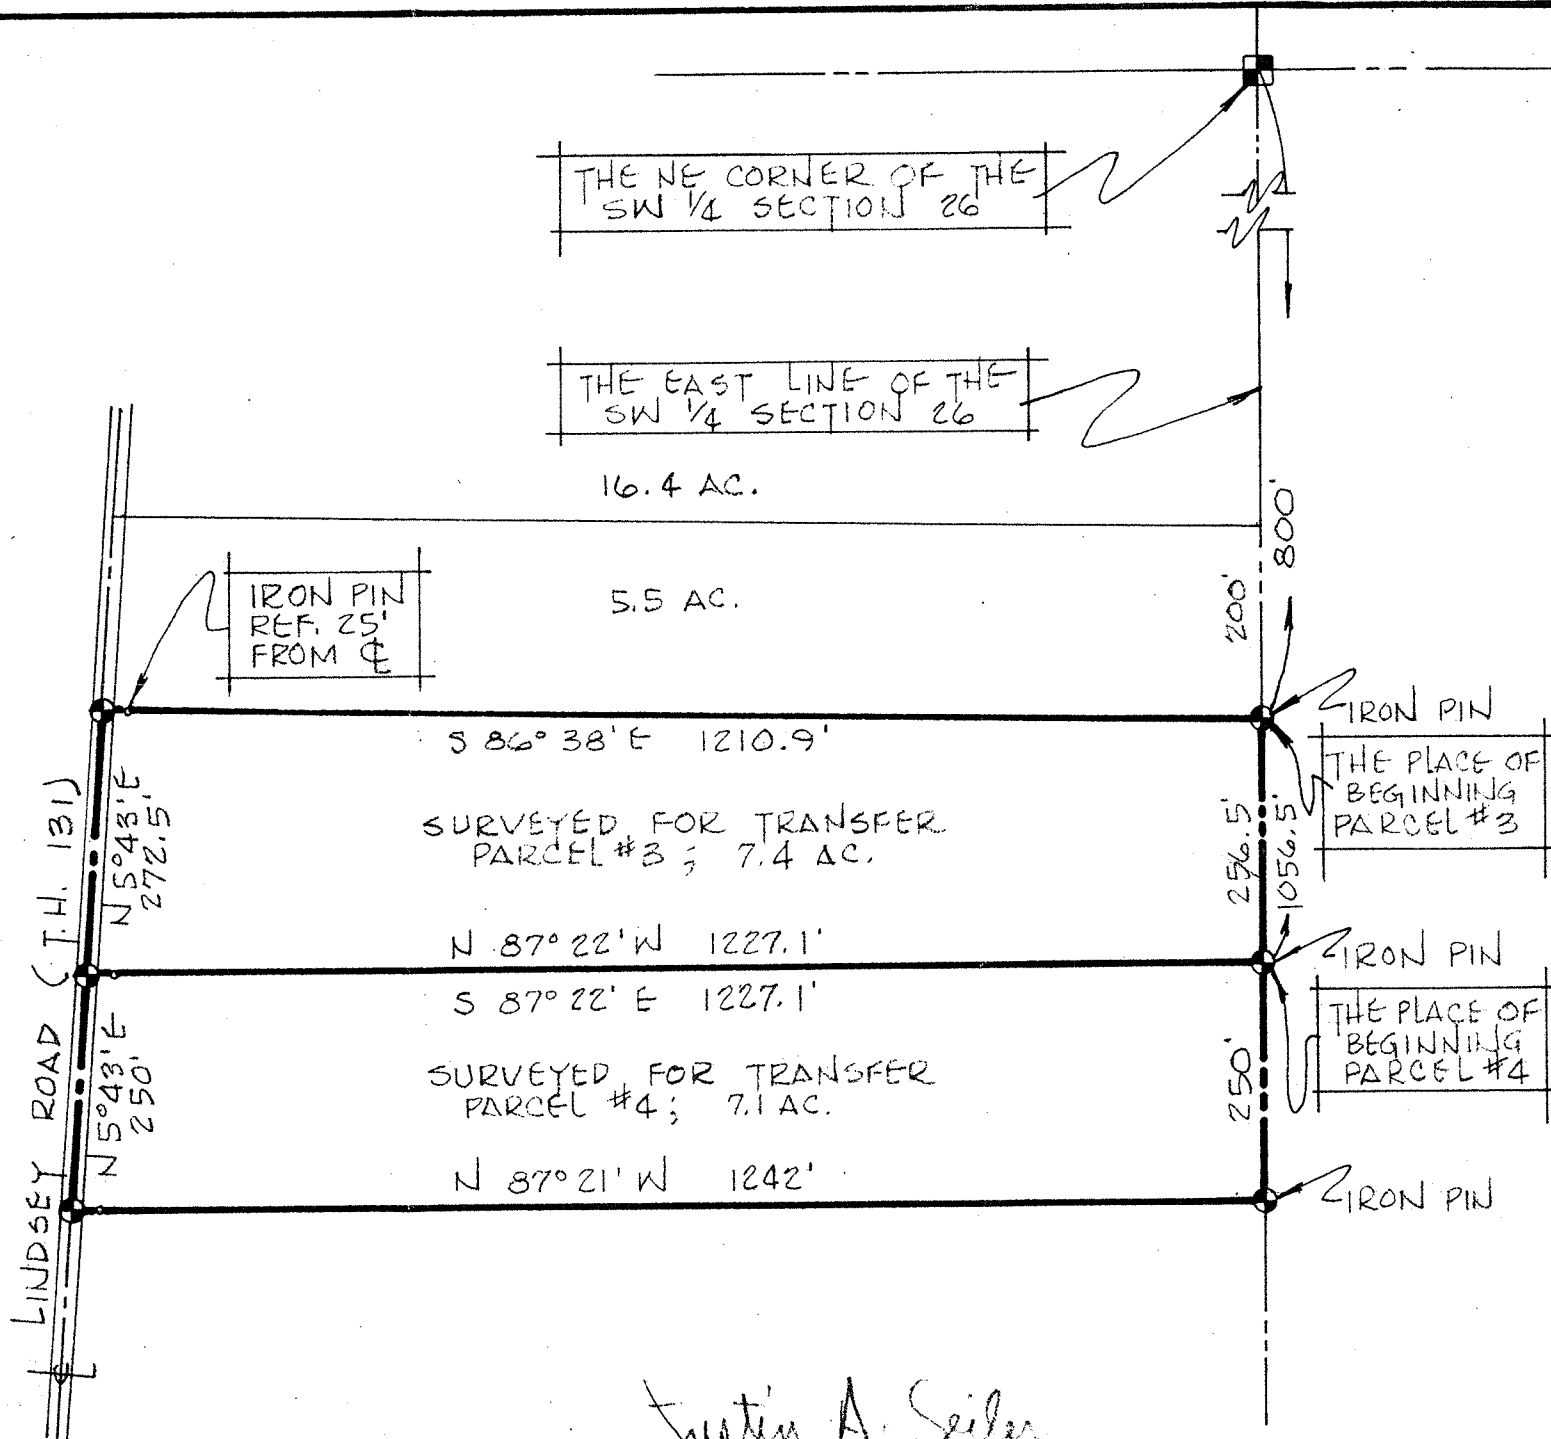 THE NE CORNER OF THE
SW 1/4 SECTION 26
THE EAST LINE OF THE
SW 1/4 SECTION 26
16.4 AC.
800'
5.5 AC.
200'
IRON PIN
REF. 25'
FROM ℄
IRON PIN
S 86° 38' E 1210.9'
THE PLACE OF
BEGINNING
PARCEL #3
N 5° 43' E
272.5'
SURVEYED FOR TRANSFER
PARCEL #3 ; 7.4 AC.
256.5'
1056.5'
N 87° 22' W 1227.1'
IRON PIN
S 87° 22' E 1227.1'
THE PLACE OF
BEGINNING
PARCEL #4
N 5° 43' E
250'
SURVEYED FOR TRANSFER
PARCEL #4 ; 7.1 AC.
250'
N 87° 21' W 1242'
IRON PIN
LINDSEY ROAD (T.H. 131)
Justin A. Seiler